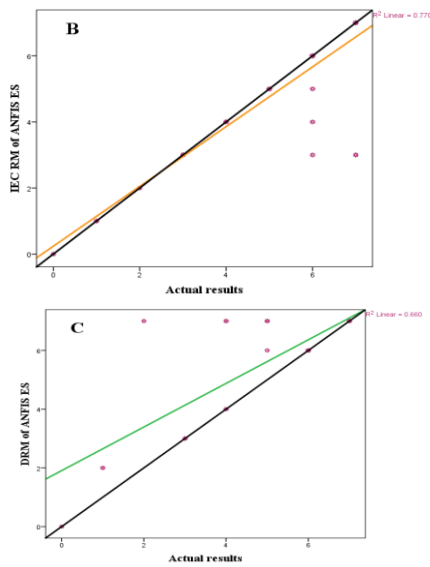 B
R² Linear = 0.770
IEC RM of ANFIS ES
6
4
2
0
0 2 4 6
Actual results
C
R² Linear = 0.660
DRM of ANFIS ES
6
4
2
0
0 2 4 6
Actual results